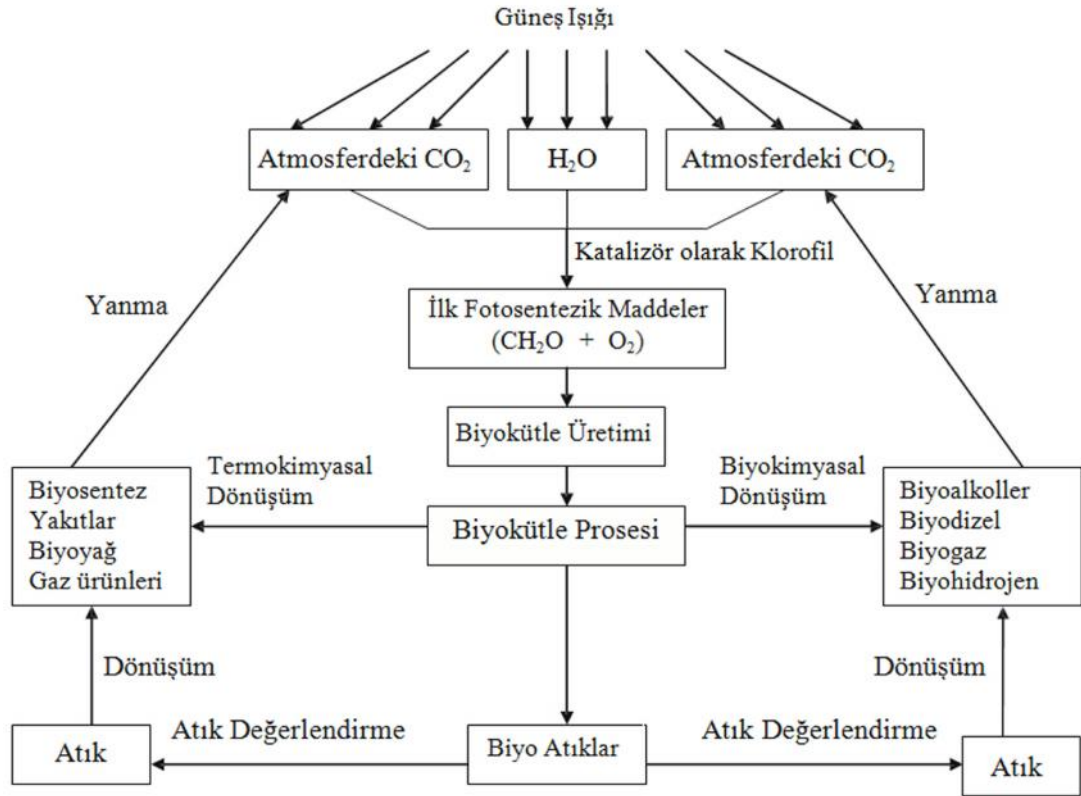 Güneş Işığı
Atmosferdeki CO₂
H₂O
Atmosferdeki CO₂
Katalizör olarak Klorofil
Yanma
Yanma
İlk Fotosentezik Maddeler
(CH₂O + O₂)
Biyokütle Üretimi
Termokimyasal
Dönüşüm
Biyokimyasal
Dönüşüm
Biyosentez
Yakıtlar
Biyoyağ
Gaz ürünleri
Biyokütle Prosesi
Biyoalkoller
Biyodizel
Biyogaz
Biyohidrojen
Dönüşüm
Dönüşüm
Atık
Atık Değerlendirme
Biyo Atıklar
Atık Değerlendirme
Atık